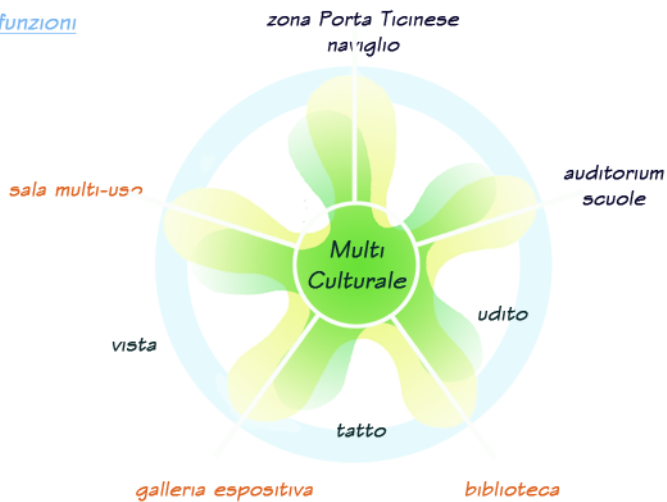 funzioni
zona Porta Ticinese
naviglio
auditorium
scuole
sala multi-uso
Multi
Culturale
udito
vista
tatto
galleria espositiva
biblioteca